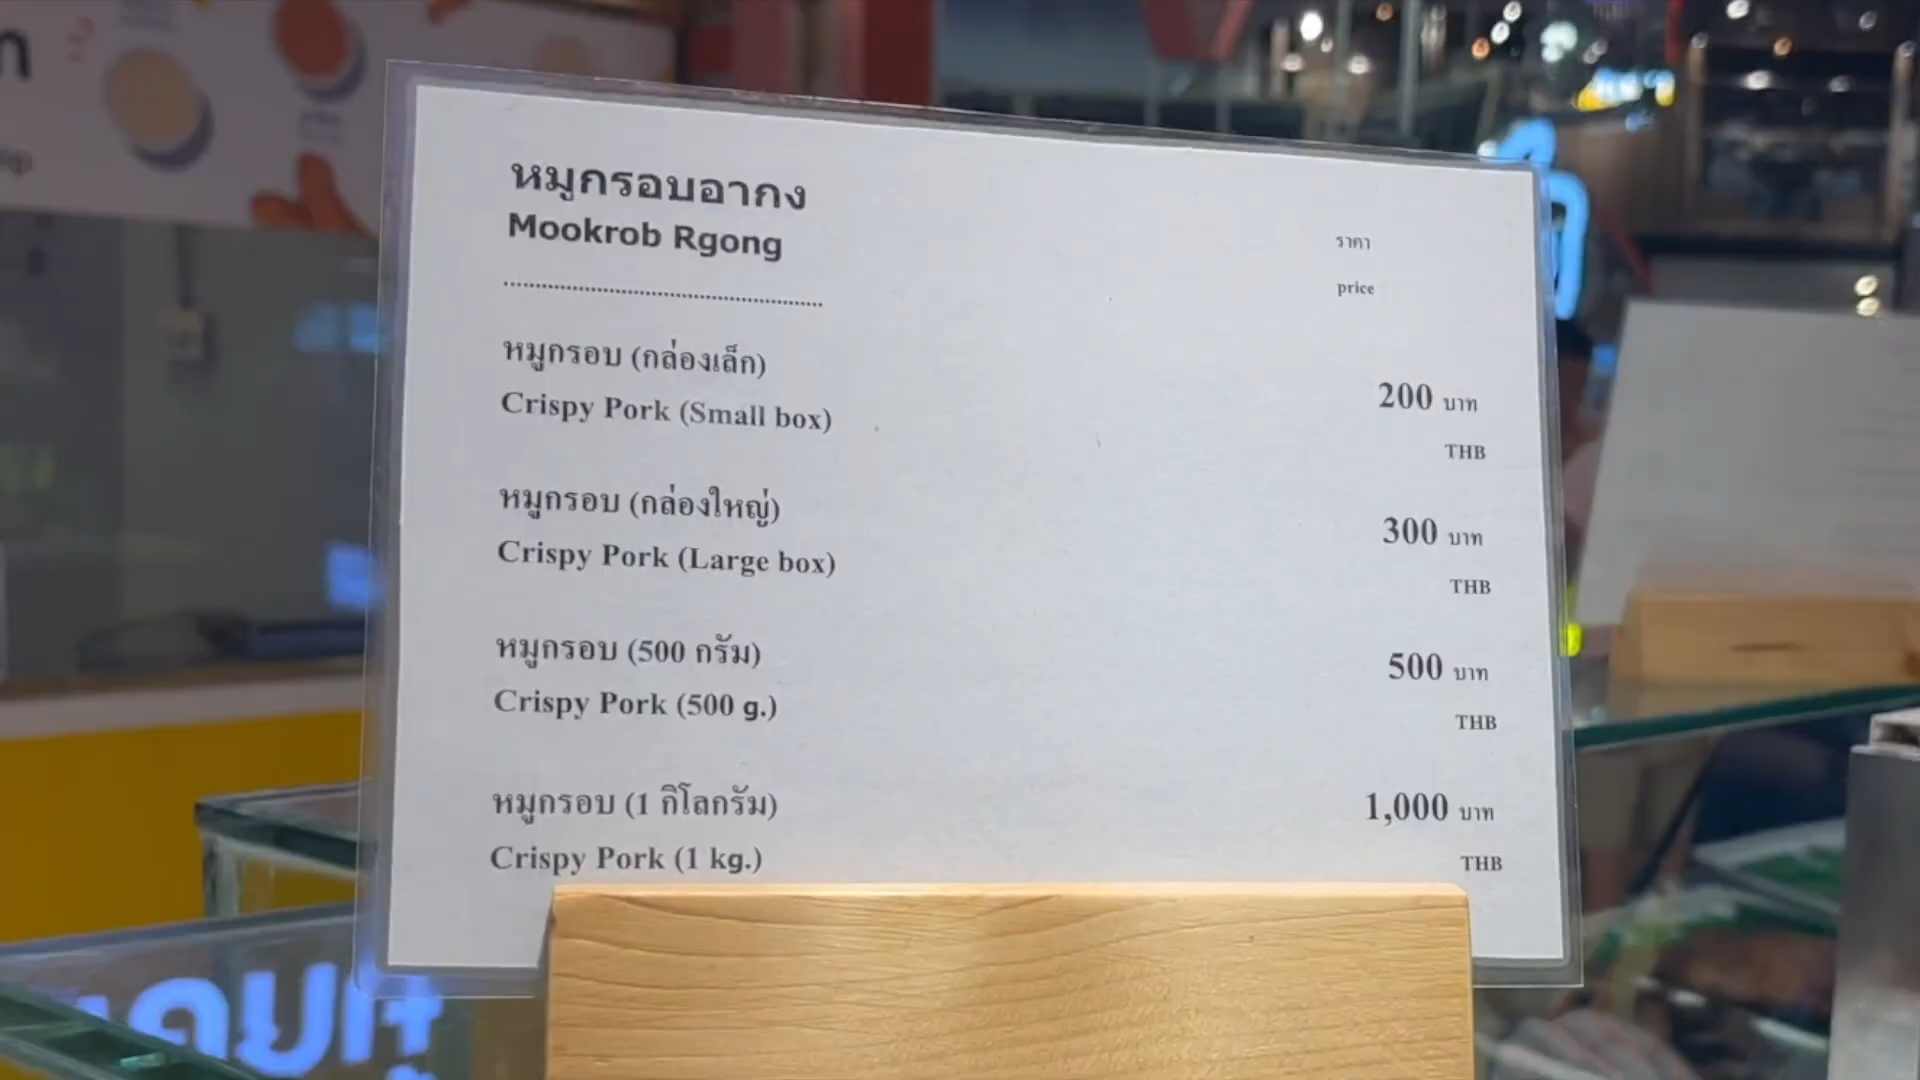 หมูกรอบอากง
Mookrob Rgong
ราคา
price
หมูกรอบ (กล่องเล็ก)
200 บาท
Crispy Pork (Small box)
THB
หมูกรอบ (กล่องใหญ่)
300 บาท
Crispy Pork (Large box)
THB
หมูกรอบ (500 กรัม)
500 บาท
Crispy Pork (500 g.)
THB
หมูกรอบ (1 กิโลกรัม)
1,000 บาท
Crispy Pork (1 kg.)
THB